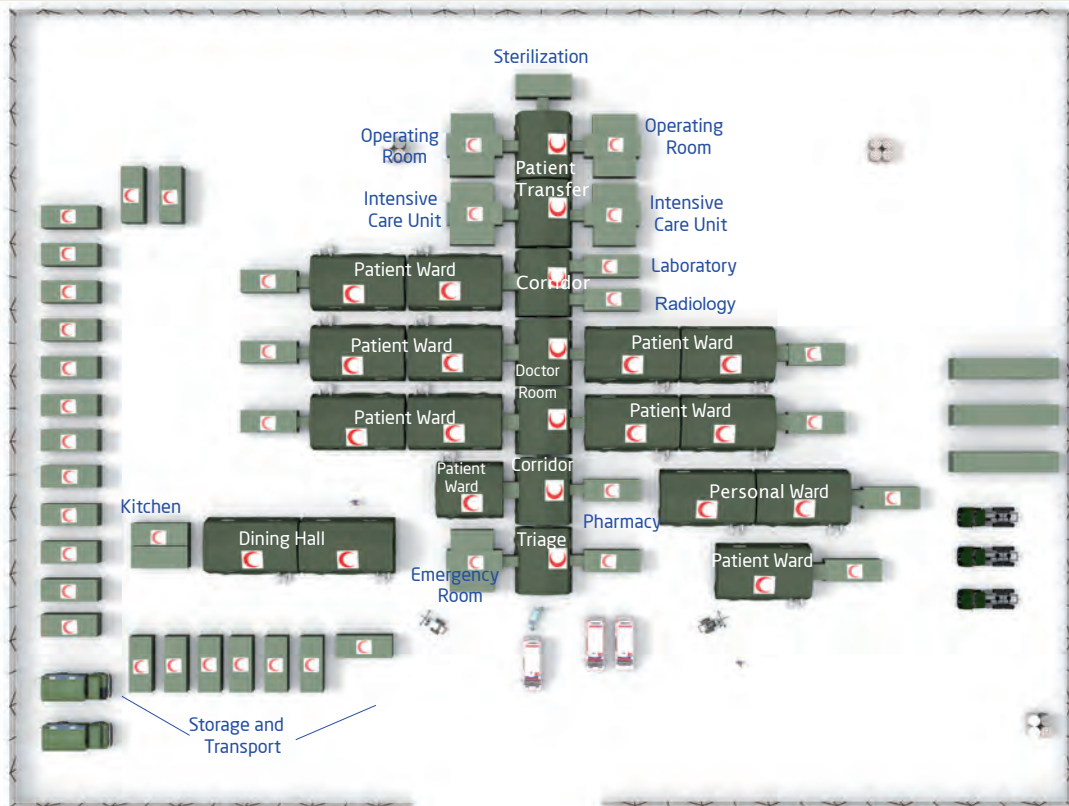 Sterilization
Operating
Room
Operating
Room
Patient
Transfer
Intensive
Care Unit
Intensive
Care Unit
Patient Ward
Corridor
Laboratory
Radiology
Patient Ward
Doctor
Room
Patient Ward
Patient Ward
Patient Ward
Patient
Ward
Corridor
Personal Ward
Kitchen
Dining Hall
Pharmacy
Triage
Emergency
Room
Patient Ward
Storage and
Transport